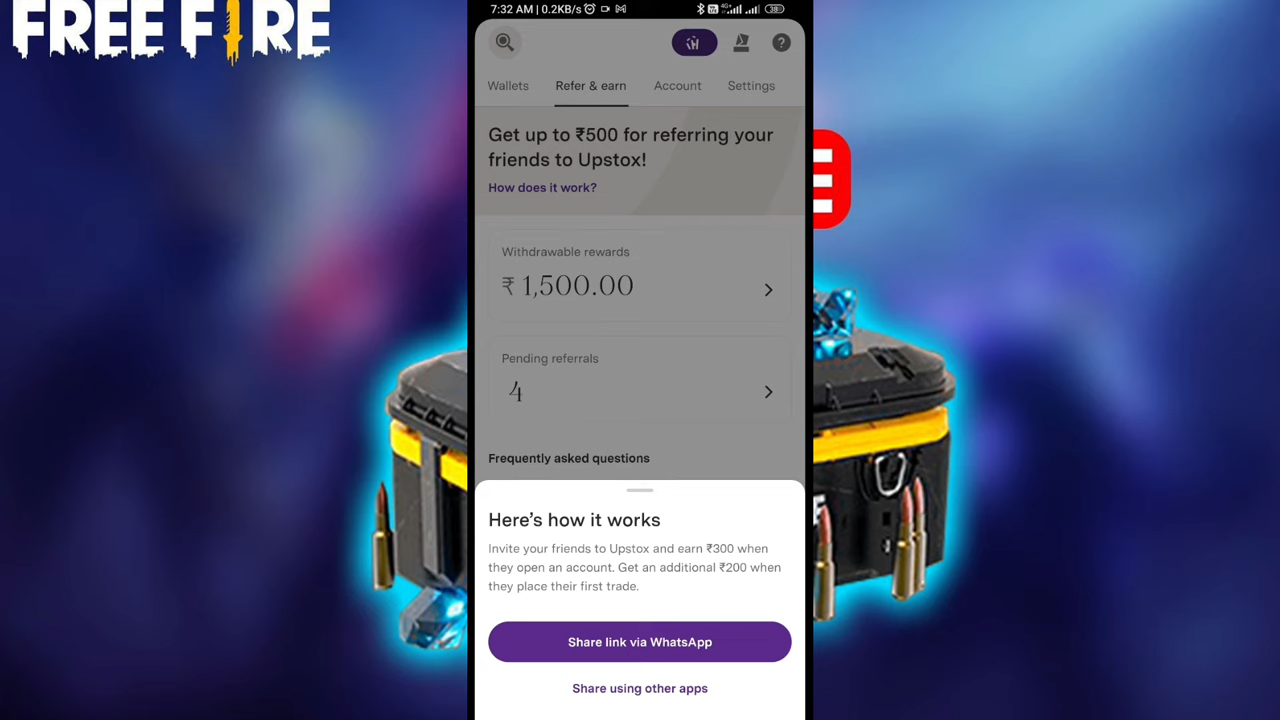 FREE FIRE
7:32 AM | 0.2KB/s
4G+
38
Wallets
Refer & earn
Account
Settings
Get up to ₹500 for referring your
friends to Upstox!
How does it work?
Withdrawable rewards
₹ 1,500.00
Pending referrals
4
Frequently asked questions
Here's how it works
Invite your friends to Upstox and earn ₹300 when
they open an account. Get an additional ₹200 when
they place their first trade.
Share link via WhatsApp
Share using other apps
E